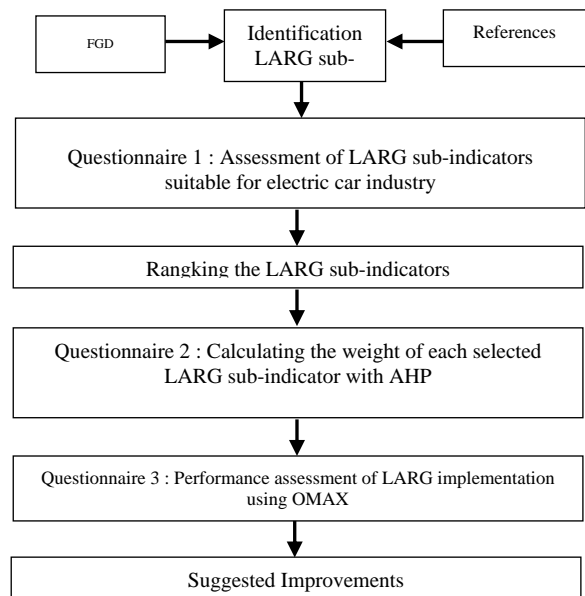 FGD
Identification
LARG sub-
References
Questionnaire 1 : Assessment of LARG sub-indicators
suitable for electric car industry
Rangking the LARG sub-indicators
Questionnaire 2 : Calculating the weight of each selected
LARG sub-indicator with AHP
Questionnaire 3 : Performance assessment of LARG implementation
using OMAX
Suggested Improvements